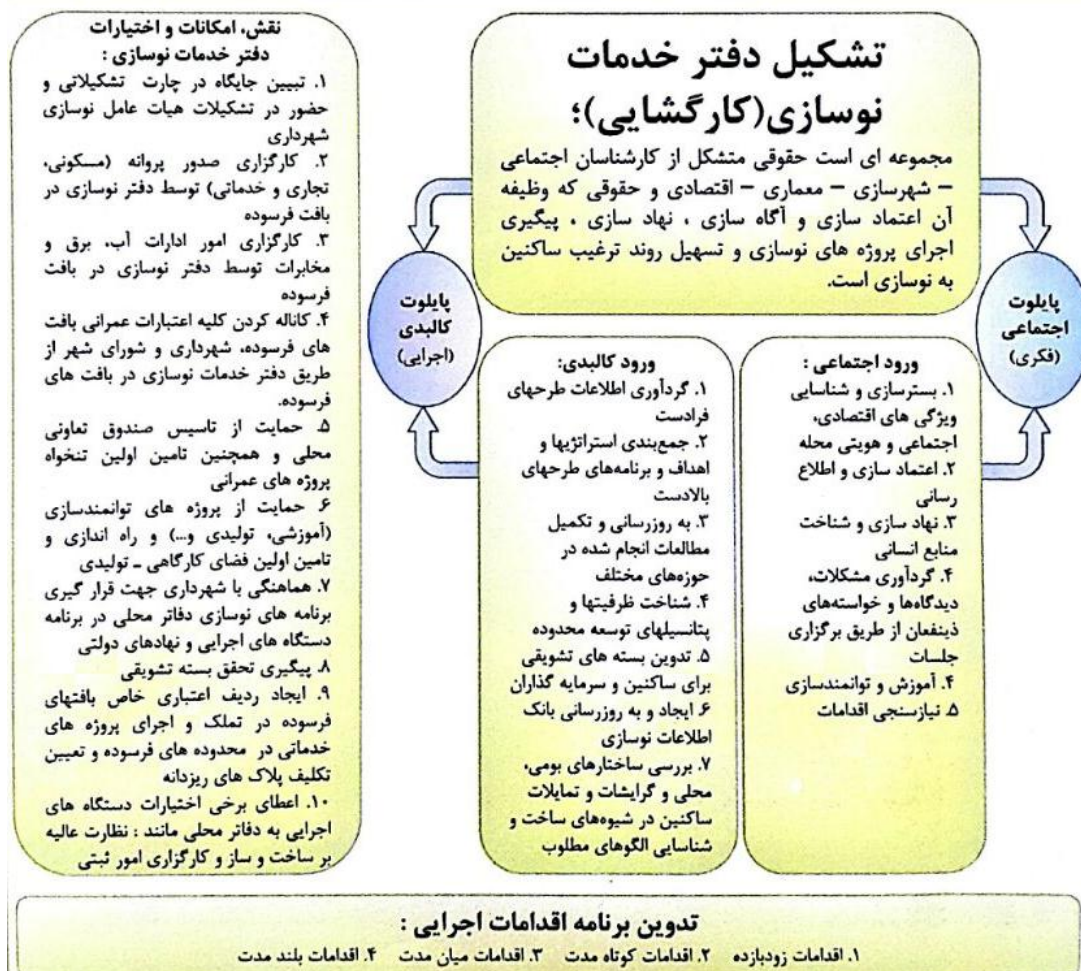 تشکیل دفتر خدمات
نوسازی(کارگشایی)؛
مجموعه ای است حقوقی متشکل از کارشناسان اجتماعی
– شهرسازی – معماری – اقتصادی و حقوقی که وظیفه
آن اعتماد سازی و آگاه سازی ، نهاد سازی ، پیگیری
اجرای پروژه های نوسازی و تسهیل روند ترغیب ساکنین
به نوسازی است.
پایلوت
اجتماعی
(فکری)
پایلوت
کالبدی
(اجرایی)
ورود اجتماعی :
۱. بسترسازی و شناسایی
ویژگی های اقتصادی،
اجتماعی و هویتی محله
۲. اعتماد سازی و اطلاع
رسانی
۳. نهاد سازی و شناخت
منابع انسانی
۴. گردآوری مشکلات،
دیدگاه‌ها و خواسته‌های
ذینفعان از طریق برگزاری
جلسات
۴. آموزش و توانمندسازی
۵. نیازسنجی اقدامات
ورود کالبدی:
۱. گردآوری اطلاعات طرحهای
فرادست
۲. جمع‌بندی استراتژیها و
اهداف و برنامه‌های طرحهای
بالادست
۳. به روزرسانی و تکمیل
مطالعات انجام شده در
حوزه‌های مختلف
۴. شناخت ظرفیتها و
پتانسیلهای توسعه محدوده
۵. تدوین بسته های تشویقی
برای ساکنین و سرمایه گذاران
۶. ایجاد و به روزرسانی بانک
اطلاعات نوسازی
۷. بررسی ساختارهای بومی،
محلی و گرایشات و تمایلات
ساکنین در شیوه‌های ساخت و
شناسایی الگوهای مطلوب
نقش، امکانات و اختیارات
دفتر خدمات نوسازی :
۱. تبیین جایگاه در چارت تشکیلاتی و
حضور در تشکیلات هیات عامل نوسازی
شهرداری
۲. کارگزاری صدور پروانه (مسکونی،
تجاری و خدماتی) توسط دفتر نوسازی در
بافت فرسوده
۳. کارگزاری امور ادارات آب، برق و
مخابرات توسط دفتر نوسازی در بافت
فرسوده
۴. کاناله کردن کلیه اعتبارات عمرانی بافت
های فرسوده، شهرداری و شورای شهر از
طریق دفتر خدمات نوسازی در بافت های
فرسوده.
۵. حمایت از تاسیس صندوق تعاونی
محلی و همچنین تامین اولین تنخواه
پروژه های عمرانی
۶. حمایت از پروژه های توانمندسازی
(آموزشی، تولیدی و...) و راه اندازی و
تامین اولین فضای کارگاهی ـ تولیدی
۷. هماهنگی با شهرداری جهت قرار گیری
برنامه های نوسازی دفاتر محلی در برنامه
دستگاه های اجرایی و نهادهای دولتی
۸. پیگیری تحقق بسته تشویقی
۹. ایجاد ردیف اعتباری خاص بافتهای
فرسوده در تملک و اجرای پروژه های
خدماتی در محدوده های فرسوده و تعیین
تکلیف پلاک های ریزدانه
۱۰. اعطای برخی اختیارات دستگاه های
اجرایی به دفاتر محلی مانند : نظارت عالیه
بر ساخت و ساز و کارگزاری امور ثبتی
تدوین برنامه اقدامات اجرایی :
۱. اقدامات زودبازده ۲. اقدامات کوتاه مدت ۳. اقدامات میان مدت ۴. اقدامات بلند مدت